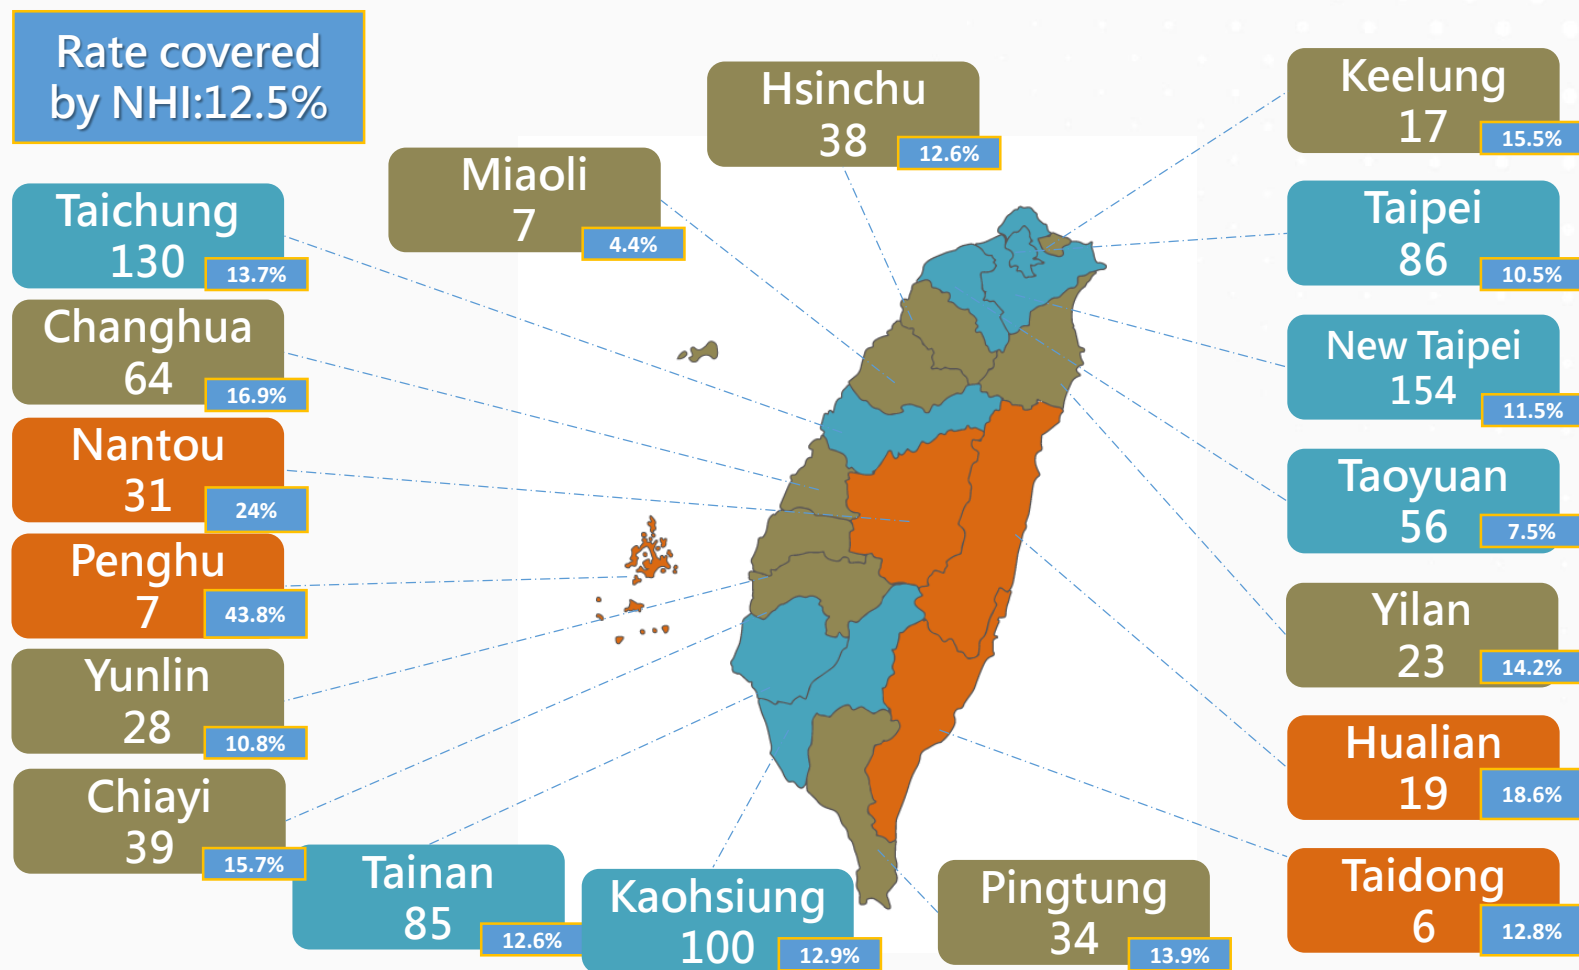 Rate covered
by NHI:12.5%
Hsinchu
38
12.6%
Keelung
17
15.5%
Miaoli
7
4.4%
Taichung
130
13.7%
Taipei
86
10.5%
Changhua
64
16.9%
New Taipei
154
11.5%
Nantou
31
24%
Taoyuan
56
7.5%
Penghu
7
43.8%
Yilan
23
14.2%
Yunlin
28
10.8%
Hualian
19
18.6%
Chiayi
39
15.7%
Tainan
85
12.6%
Kaohsiung
100
12.9%
Pingtung
34
13.9%
Taidong
6
12.8%